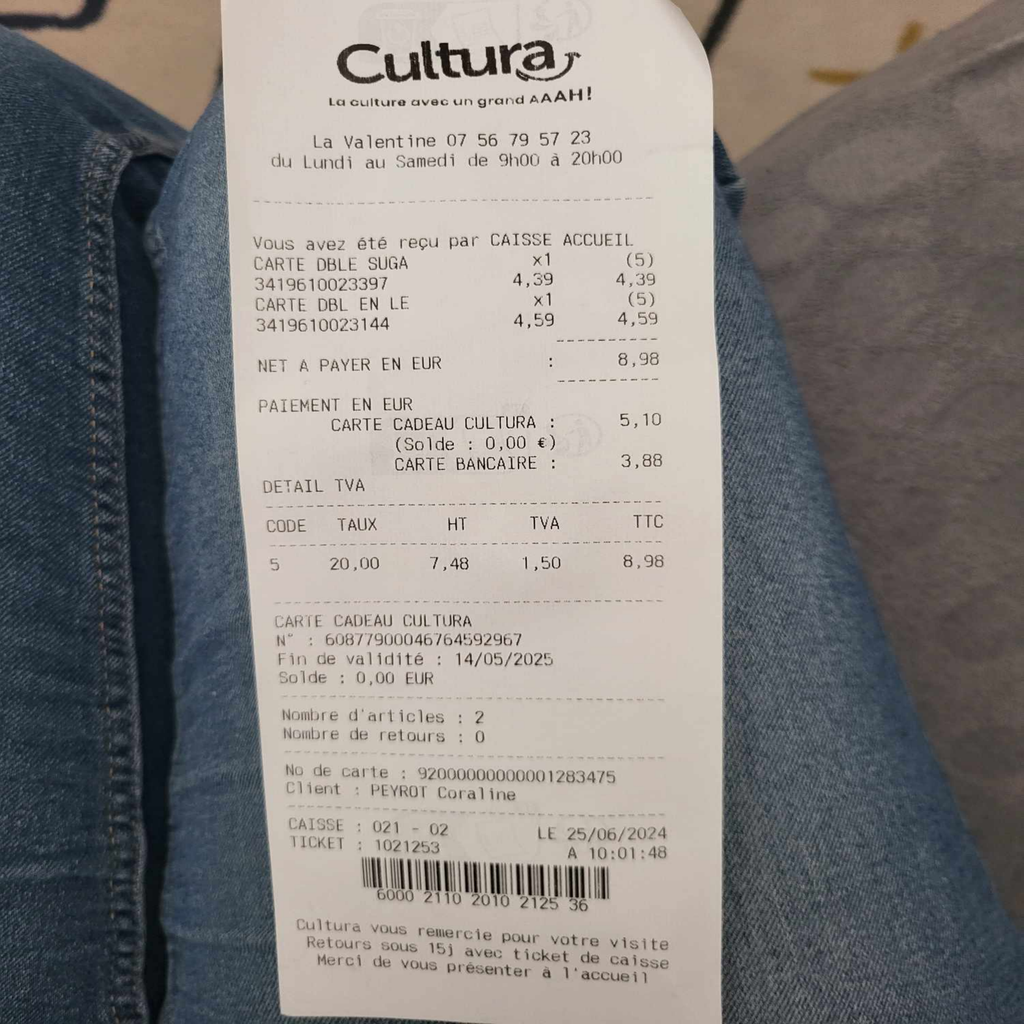 Cultura
La culture avec un grand AAAH!
La Valentine 07 56 79 57 23
du Lundi au Samedi de 9h00 à 20h00
Vous avez été reçu par CAISSE ACCUEIL
CARTE DBLE SUGA x1 (5)
3419610023397 4,39 4,39
CARTE DBL EN LE x1 (5)
3419610023144 4,59 4,59
NET A PAYER EN EUR : 8,98
PAIEMENT EN EUR
CARTE CADEAU CULTURA : 5,10
(Solde : 0,00 €)
CARTE BANCAIRE : 3,88
DETAIL TVA
CODE TAUX HT TVA TTC
5 20,00 7,48 1,50 8,98
CARTE CADEAU CULTURA
N° : 60877900046764592967
Fin de validité : 14/05/2025
Solde : 0,00 EUR
Nombre d'articles : 2
Nombre de retours : 0
No de carte : 92000000000001283475
Client : PEYROT Coraline
CAISSE : 021 - 02 LE 25/06/2024
TICKET : 1021253 A 10:01:48
6000 2110 2010 2125 36
Cultura vous remercie pour votre visite
Retours sous 15j avec ticket de caisse
Merci de vous présenter à l'accueil